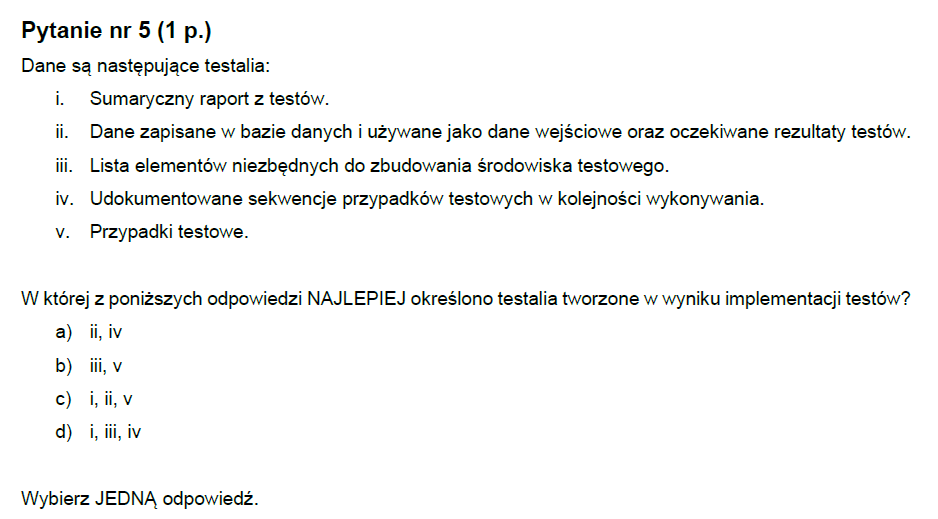 Pytanie nr 5 (1 p.)
Dane są następujące testalia:
i. Sumaryczny raport z testów.
ii. Dane zapisane w bazie danych i używane jako dane wejściowe oraz oczekiwane rezultaty testów.
iii. Lista elementów niezbędnych do zbudowania środowiska testowego.
iv. Udokumentowane sekwencje przypadków testowych w kolejności wykonywania.
v. Przypadki testowe.
W której z poniższych odpowiedzi NAJLEPIEJ określono testalia tworzone w wyniku implementacji testów?
a) ii, iv
b) iii, v
c) i, ii, v
d) i, iii, iv
Wybierz JEDNĄ odpowiedź.